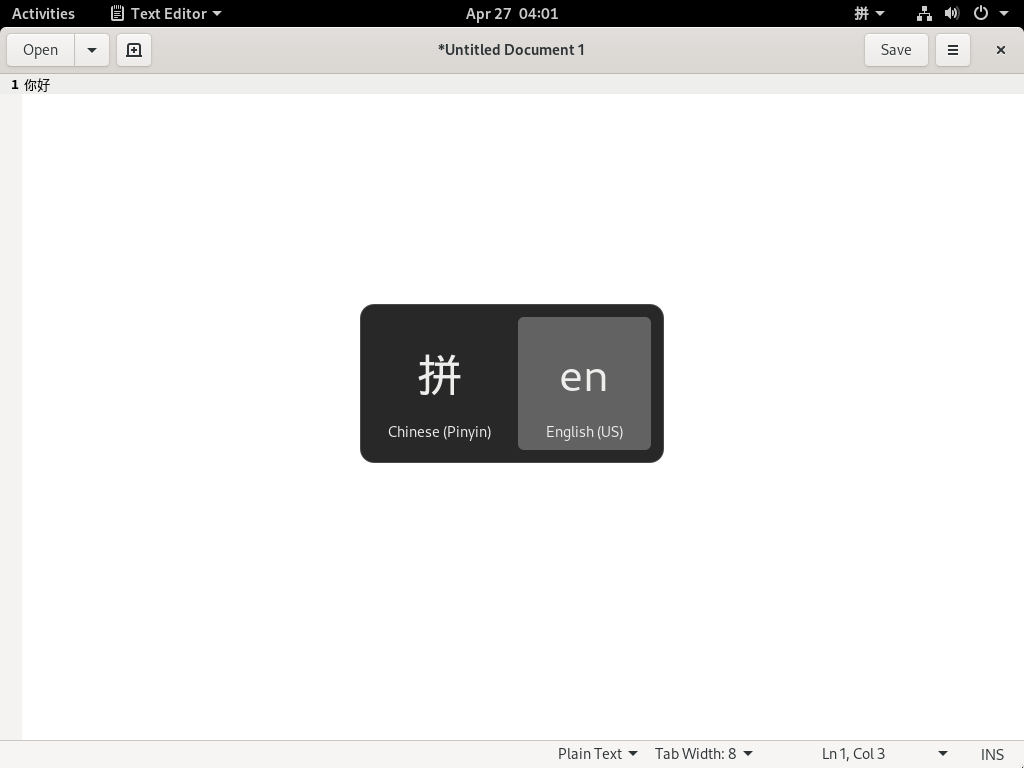 Activities Text Editor Apr 27 04:01 拼
Open *Untitled Document 1 Save
1 你好
拼 en
Chinese (Pinyin) English (US)
Plain Text Tab Width: 8 Ln 1, Col 3 INS